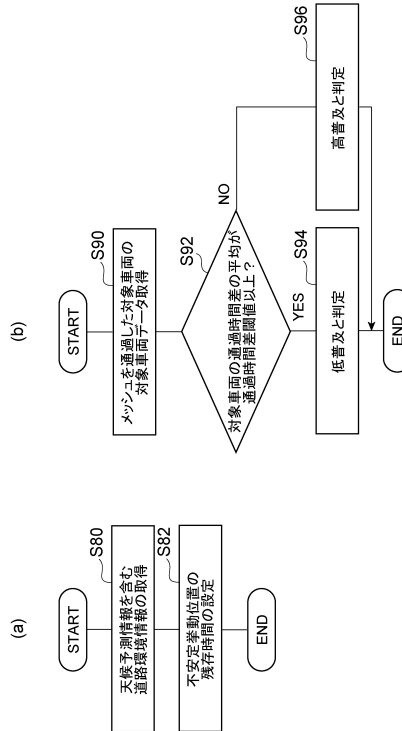 (a)
START
S80
天候予測情報を含む
道路環境情報の取得
S82
不安定挙動位置の
残存時間の設定
END
(b)
START
S90
メッシュを通過した対象車両の
対象車両データ取得
S92
対象車両の通過時間差の平均が
通過時間差閾値以上？
NO
YES
S94
低普及と判定
S96
高普及と判定
END